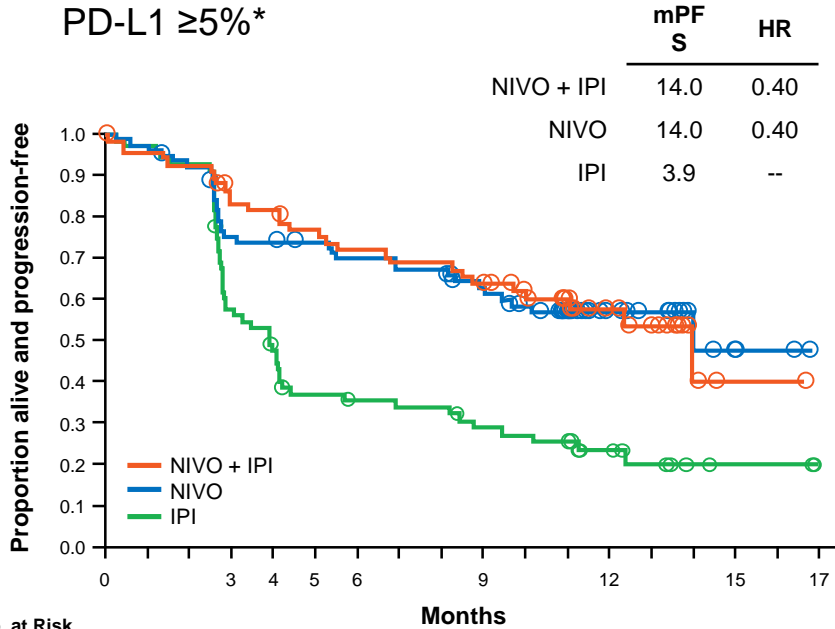 PD-L1 ≥5%*
mPF
S
HR
NIVO + IPI 14.0 0.40
NIVO 14.0 0.40
IPI 3.9 --
Proportion alive and progression-free
1.0
0.9
0.8
0.7
0.6
0.5
0.4
0.3
0.2
0.1
0.0
NIVO + IPI
NIVO
IPI
0 3 4 5 6 9 12 15 17
Months
at Risk